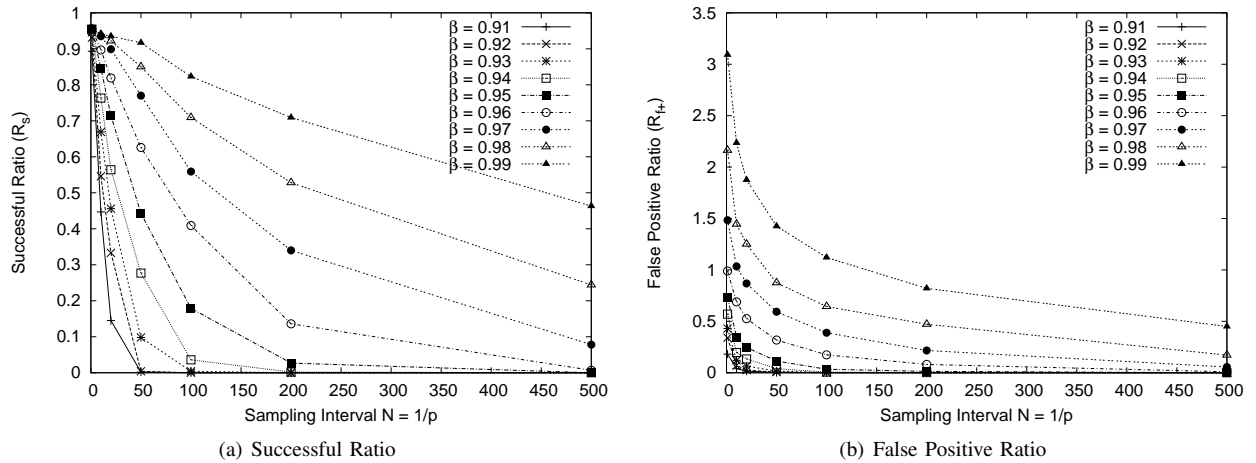 1
0.9
0.8
0.7
0.6
0.5
0.4
0.3
0.2
0.1
0
Successful Ratio (Rs)
0 50 100 150 200 250 300 350 400 450 500
Sampling Interval N = 1/p
β = 0.91
β = 0.92
β = 0.93
β = 0.94
β = 0.95
β = 0.96
β = 0.97
β = 0.98
β = 0.99
(a) Successful Ratio
3.5
3
2.5
2
1.5
1
0.5
0
False Positive Ratio (Rf+)
0 50 100 150 200 250 300 350 400 450 500
Sampling Interval N = 1/p
β = 0.91
β = 0.92
β = 0.93
β = 0.94
β = 0.95
β = 0.96
β = 0.97
β = 0.98
β = 0.99
(b) False Positive Ratio